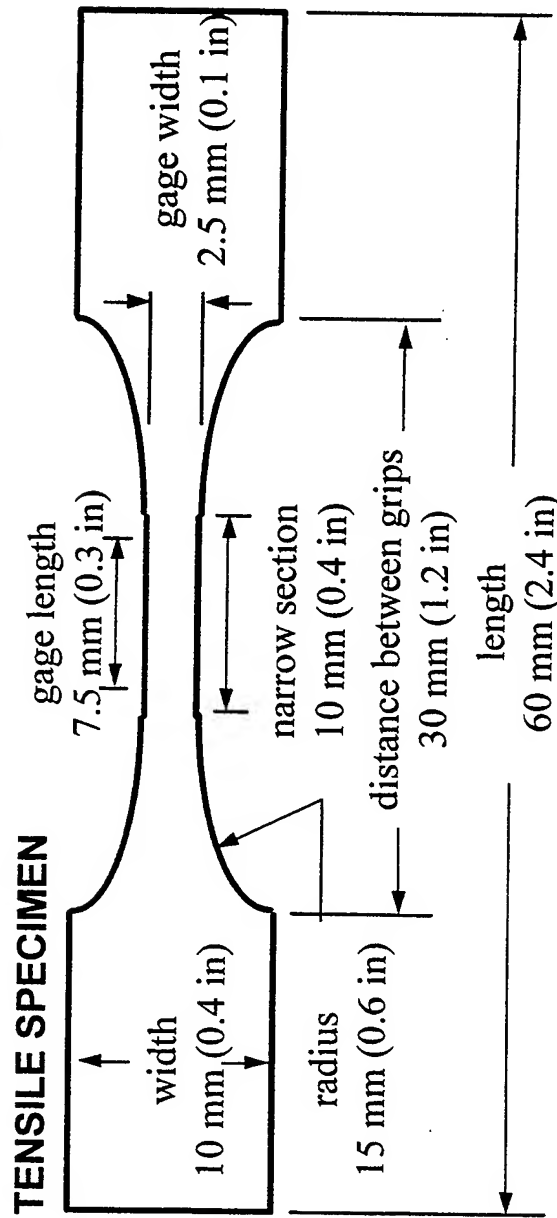 TENSILE SPECIMEN
gage length
7.5 mm (0.3 in)
gage width
2.5 mm (0.1 in)
width
10 mm (0.4 in)
narrow section
10 mm (0.4 in)
radius
15 mm (0.6 in)
distance between grips
30 mm (1.2 in)
length
60 mm (2.4 in)